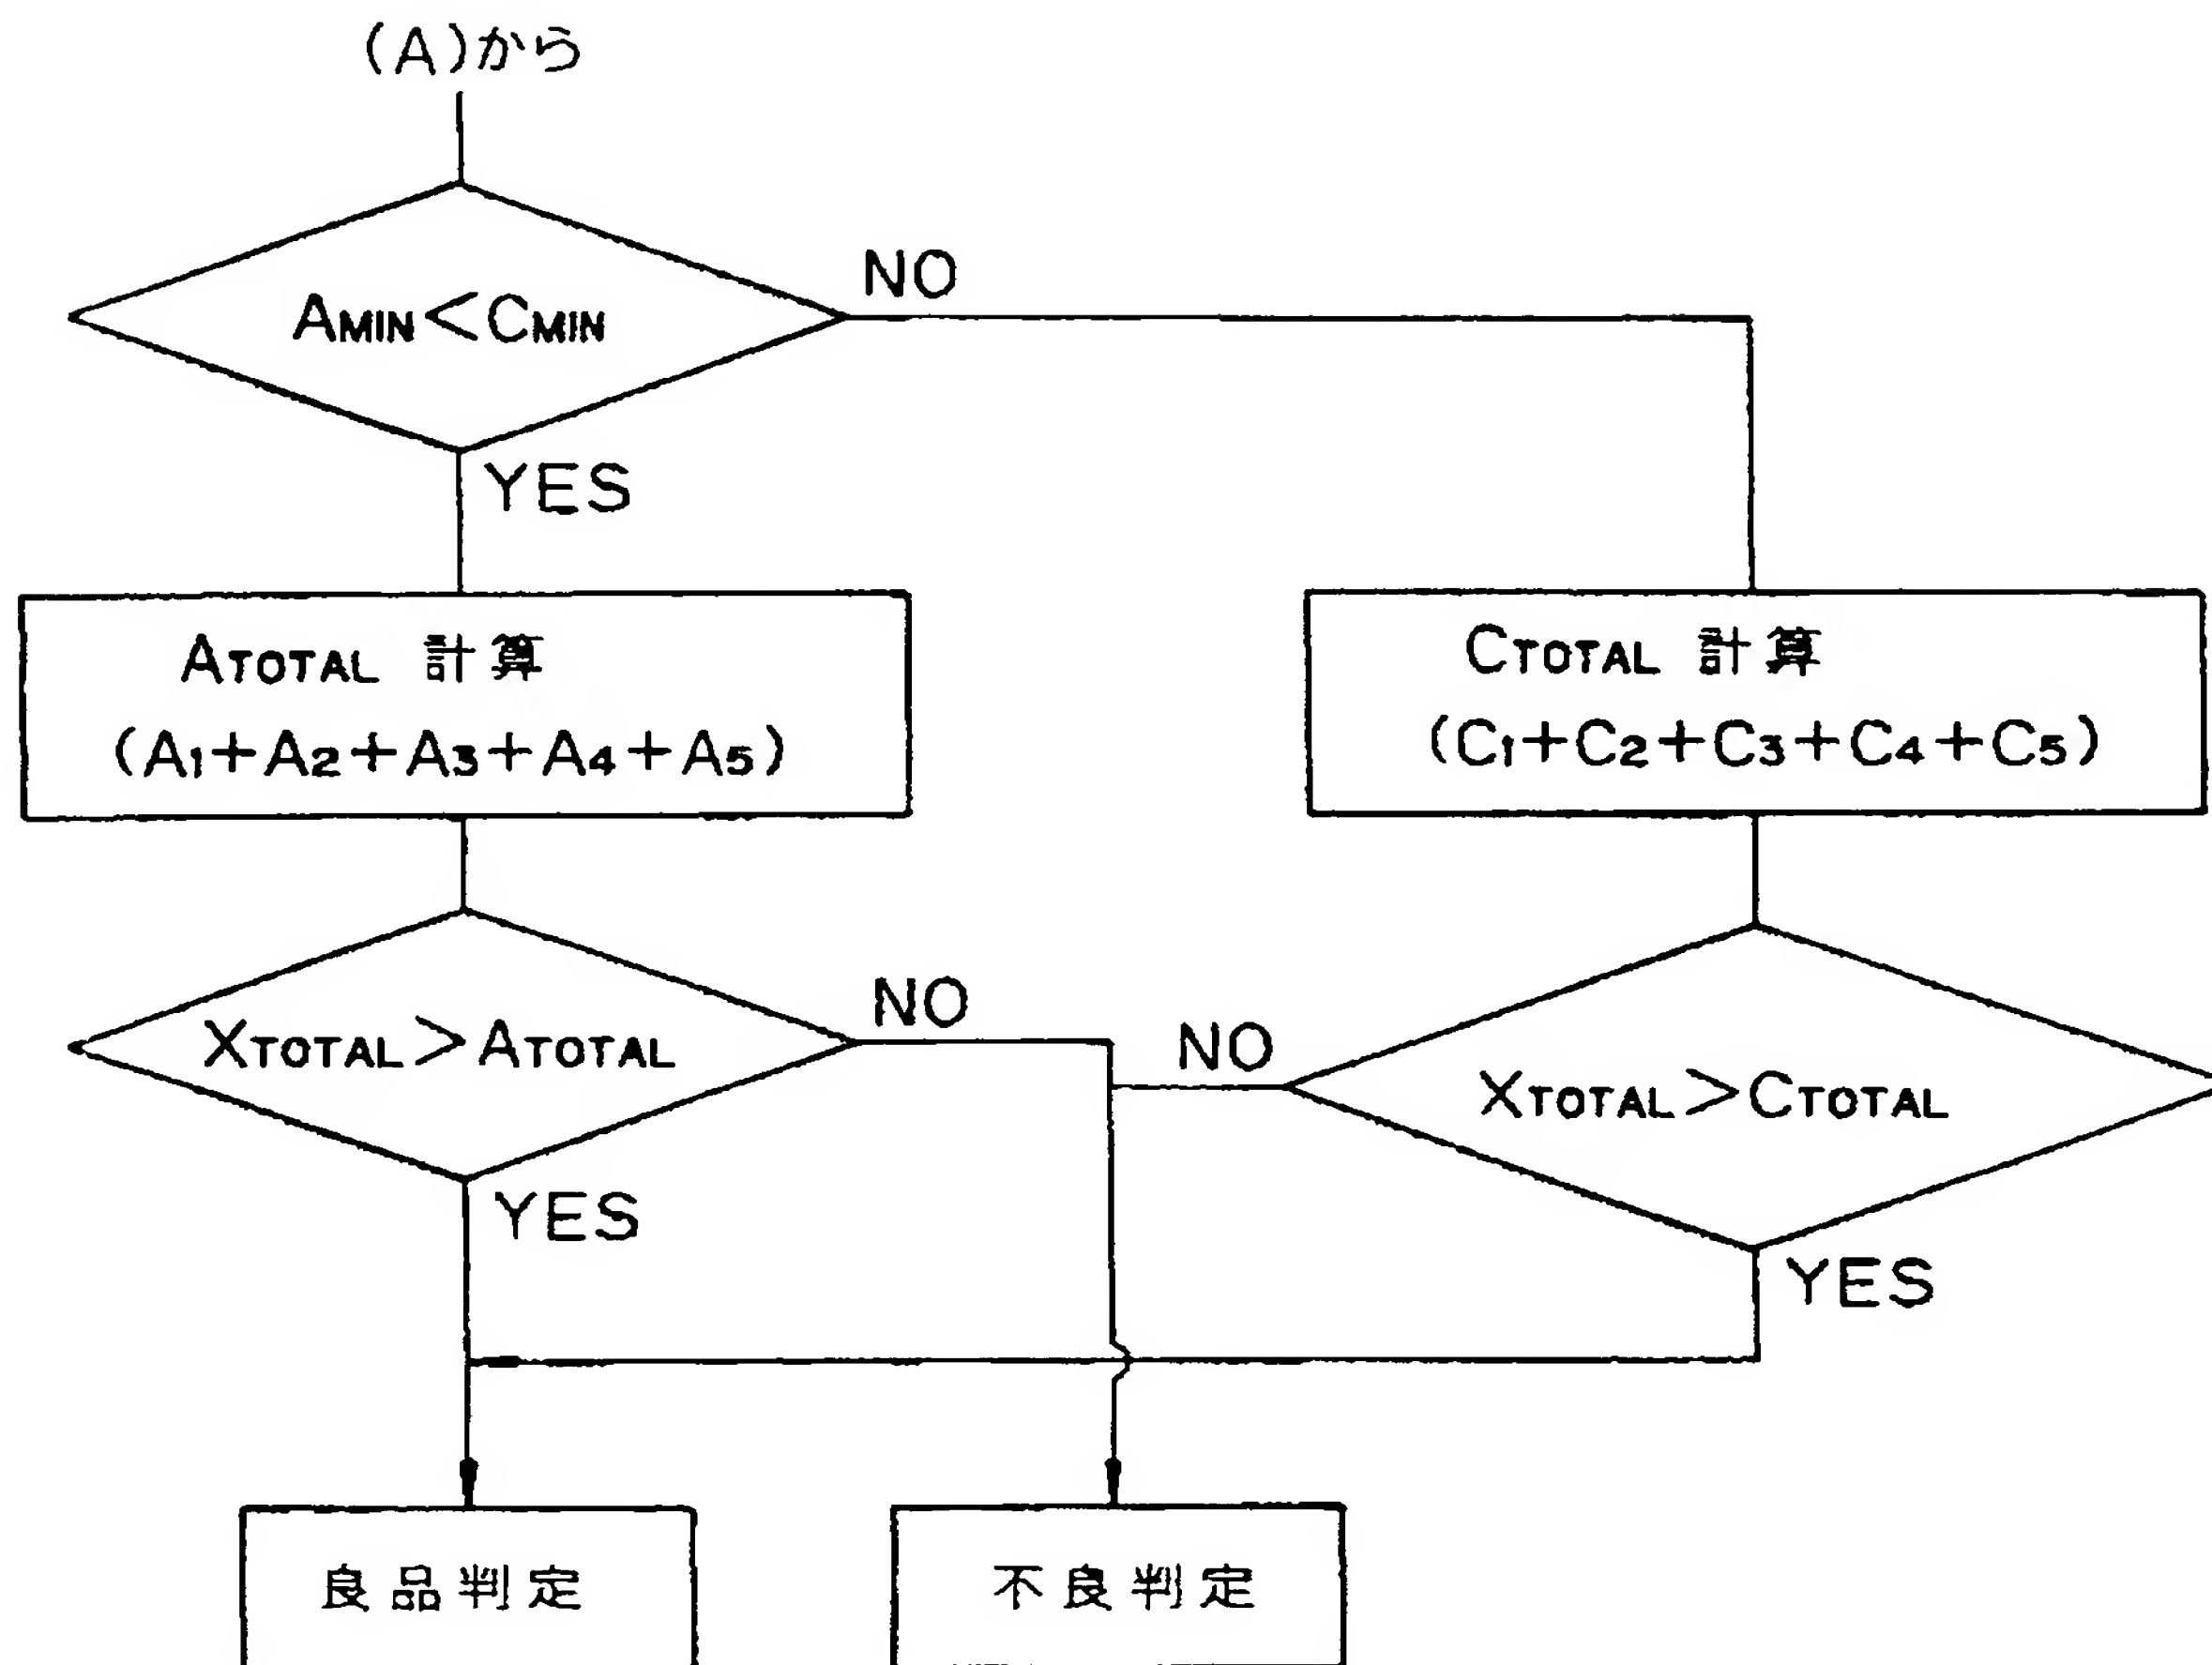 (A)から
AMIN<CMIN
NO
YES
ATOTAL 計算
(A1+A2+A3+A4+A5)
CTOTAL 計算
(C1+C2+C3+C4+C5)
XTOTAL>ATOTAL
NO
NO
XTOTAL>CTOTAL
YES
YES
良品判定
不良判定